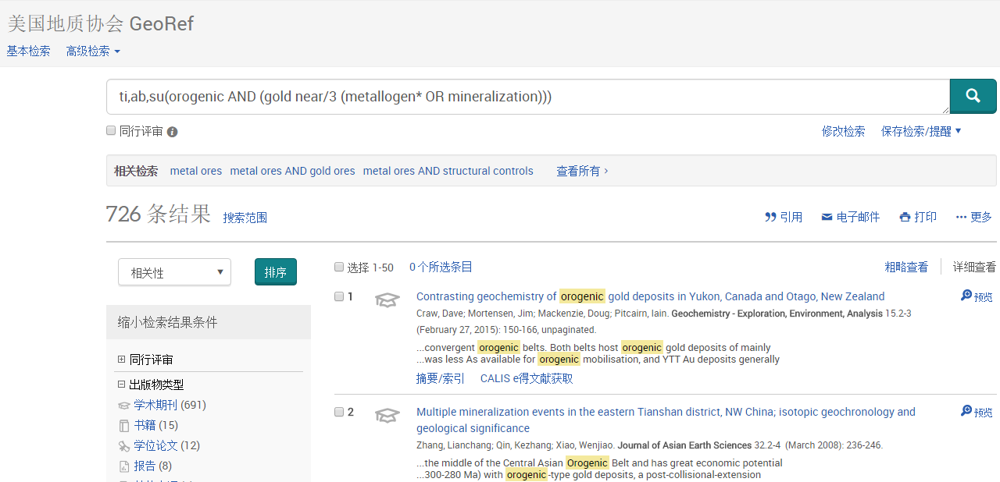 美国地质协会 GeoRef
基本检索 高级检索
ti,ab,su(orogenic AND (gold near/3 (metallogen* OR mineralization)))
同行评审
修改检索 保存检索/提醒
相关检索 metal ores metal ores AND gold ores metal ores AND structural controls 查看所有 ›
726 条结果 搜索范围
引用 电子邮件 打印 更多
相关性 排序
选择 1-50 0 个所选条目 粗略查看 详细查看
缩小检索结果条件
同行评审
出版物类型
学术期刊 (691)
书籍 (15)
学位论文 (12)
报告 (8)
1 Contrasting geochemistry of orogenic gold deposits in Yukon, Canada and Otago, New Zealand 预览
Craw, Dave; Mortensen, Jim; Mackenzie, Doug; Pitcairn, Iain. Geochemistry - Exploration, Environment, Analysis 15.2-3
(February 27, 2015): 150-166, unpaginated.
...convergent orogenic belts. Both belts host orogenic gold deposits of mainly
...was less As available for orogenic mobilisation, and YTT Au deposits generally
摘要/索引 CALIS e得文献获取
2 Multiple mineralization events in the eastern Tianshan district, NW China; isotopic geochronology and 预览
geological significance
Zhang, Lianchang; Qin, Kezhang; Xiao, Wenjiao. Journal of Asian Earth Sciences 32.2-4 (March 2008): 236-246.
...the middle of the Central Asian Orogenic Belt and has great economic potential
...300-280 Ma) with orogenic-type gold deposits, a post-collisional-extension